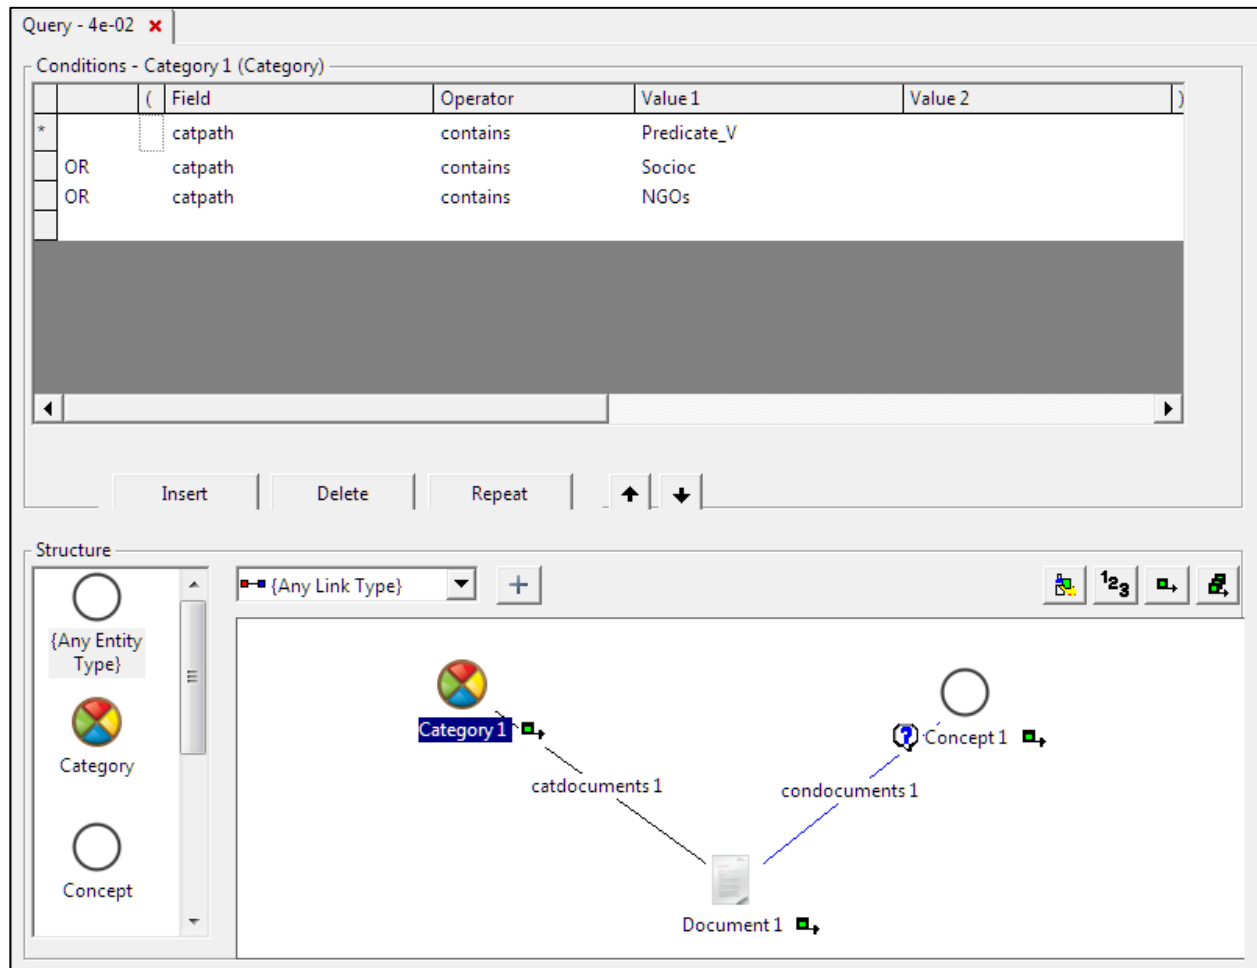 Query - 4e-02
Conditions - Category 1 (Category)
( Field Operator Value 1 Value 2 )
* catpath contains Predicate_V
OR catpath contains Socioc
OR catpath contains NGOs
Insert Delete Repeat
Structure
{Any Entity Type}
Category
Concept
{Any Link Type}
+
123
Category 1
? Concept 1
catdocuments 1
condocuments 1
Document 1